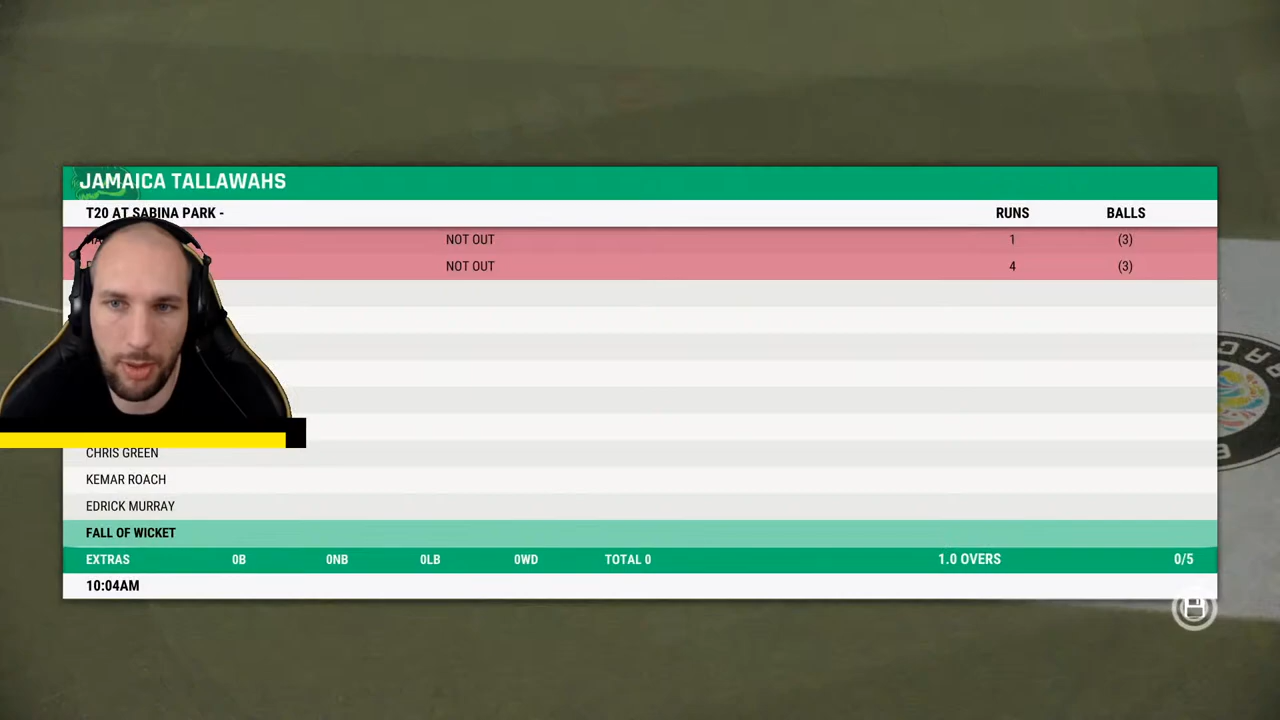 JAMAICA TALLAWAHS
T20 AT SABINA PARK - RUNS BALLS
NOT OUT 1 (3)
NOT OUT 4 (3)
CHRIS GREEN
KEMAR ROACH
EDRICK MURRAY
FALL OF WICKET
EXTRAS 0B 0NB 0LB 0WD TOTAL 0 1.0 OVERS 0/5
10:04AM